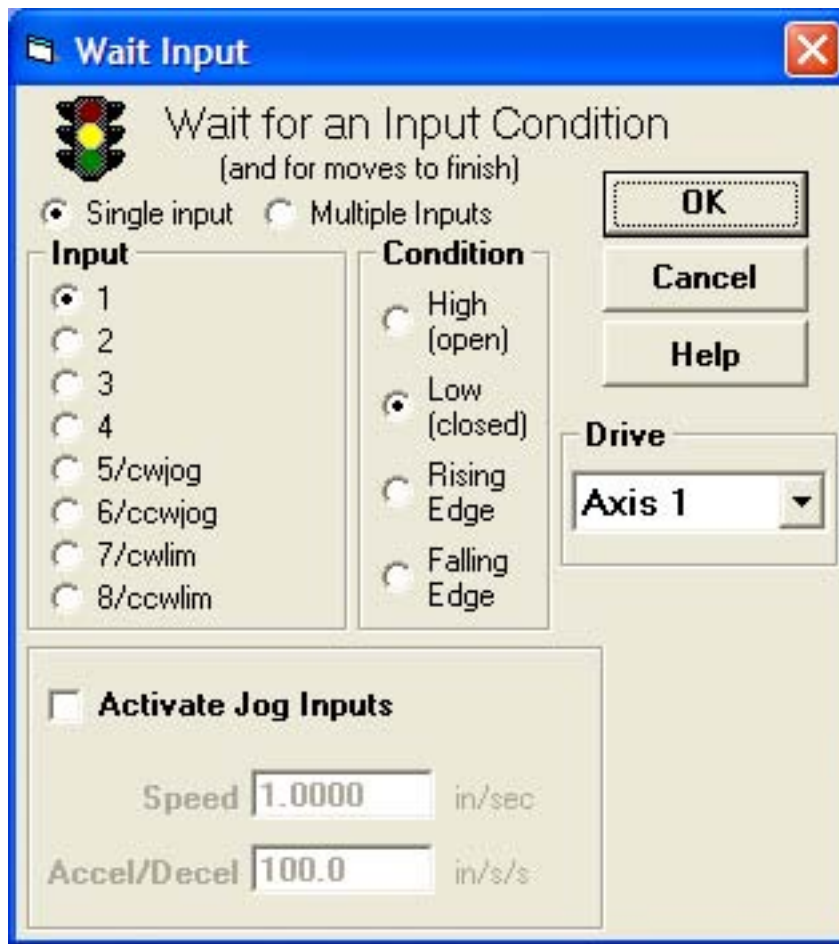 Wait Input
Wait for an Input Condition
(and for moves to finish)
Single input
Multiple Inputs
OK
Cancel
Help
Input
1
2
3
4
5/cwjog
6/ccwjog
7/cwlim
8/ccwlim
Condition
High
(open)
Low
(closed)
Rising
Edge
Falling
Edge
Drive
Axis 1
Activate Jog Inputs
Speed 1.0000 in/sec
Accel/Decel 100.0 in/s/s